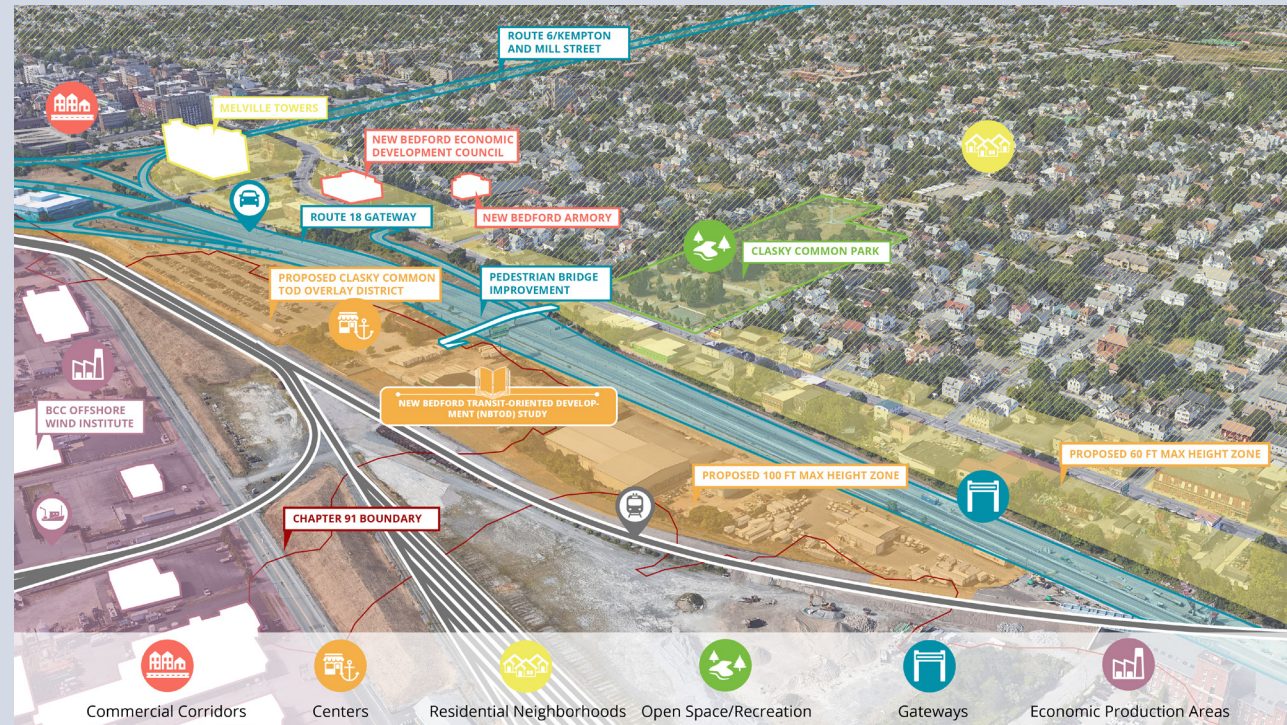 ROUTE 6/KEMPTON
AND MILL STREET
MELVILLE TOWERS
NEW BEDFORD ECONOMIC
DEVELOPMENT COUNCIL
ROUTE 18 GATEWAY
NEW BEDFORD ARMORY
CLASKY COMMON PARK
PROPOSED CLASKY COMMON
TOD OVERLAY DISTRICT
PEDESTRIAN BRIDGE
IMPROVEMENT
NEW BEDFORD TRANSIT-ORIENTED DEVELOP-
MENT (NBTOD) STUDY
BCC OFFSHORE
WIND INSTITUTE
PROPOSED 60 FT MAX HEIGHT ZONE
PROPOSED 100 FT MAX HEIGHT ZONE
CHAPTER 91 BOUNDARY
Commercial Corridors
Centers
Residential Neighborhoods
Open Space/Recreation
Gateways
Economic Production Areas